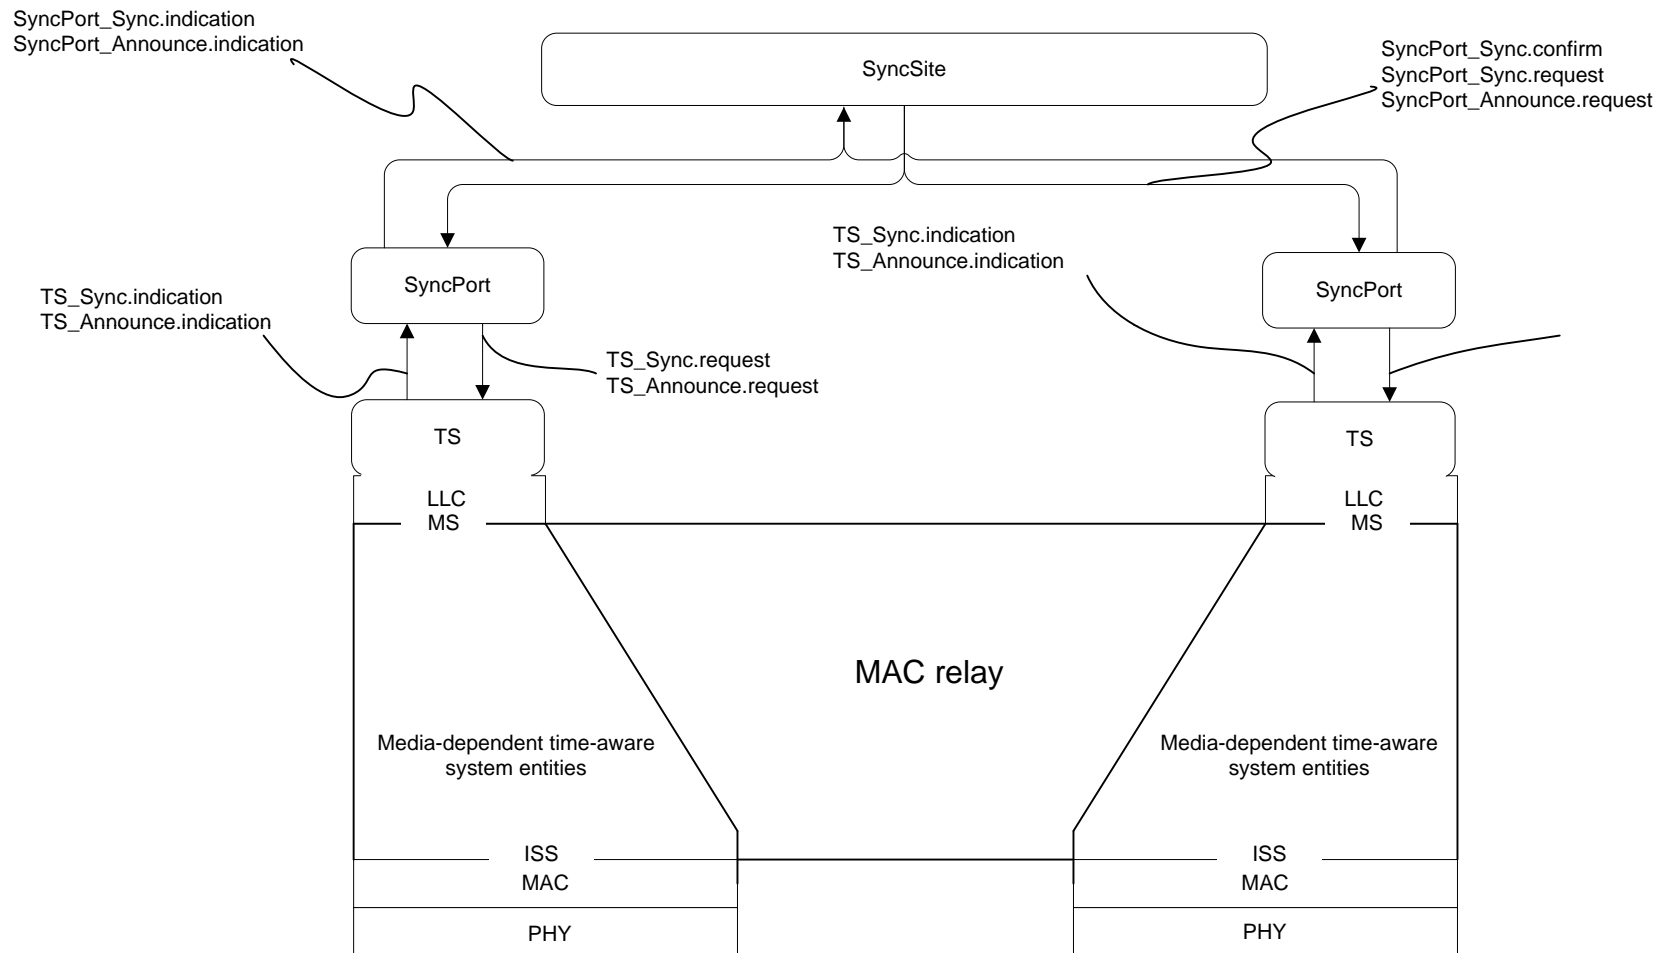 SyncPort_Sync.indication
SyncPort_Announce.indication
SyncSite
SyncPort_Sync.confirm
SyncPort_Sync.request
SyncPort_Announce.request
TS_Sync.indication
TS_Announce.indication
SyncPort
SyncPort
TS_Sync.indication
TS_Announce.indication
TS_Sync.request
TS_Announce.request
TS
TS
LLC
MS
LLC
MS
MAC relay
Media-dependent time-aware
system entities
Media-dependent time-aware
system entities
ISS
MAC
ISS
MAC
PHY
PHY